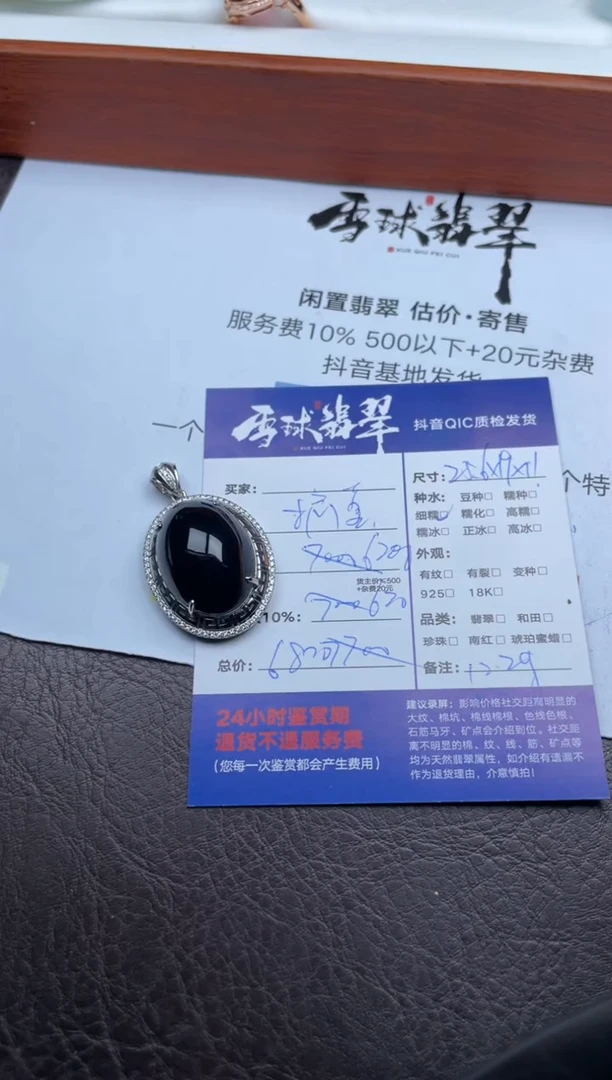 雪球翡翠
XUE QIU FEI CUI
闲置翡翠 估价·寄售
服务费10% 500以下+20元杂费
抖音基地发货
一个
个特
雪球翡翠
XUE QIU FEI CUI
抖音QIC质检发货
买家：
货主价≤500
+杂费20元
10%：
总价：
尺寸：
种水： 豆种□ 糯种□
细糯□ 糯化□ 高糯□
糯冰□ 正冰□ 高冰□
外观：
有纹□ 有裂□ 变种□
925□ 18K□
品类： 翡翠□ 和田□
珍珠□ 南红□ 琥珀蜜蜡□
备注：
24小时鉴赏期
退货不退服务费
(您每一次鉴赏都会产生费用)
建议录屏：影响价格社交距离明显的
大纹、棉坑、棉线棉根、色线色根、
石筋马牙、矿点会介绍到位。社交距
离不明显的棉、纹、线、筋、矿点等
均为天然翡翠属性，如介绍有遗漏不
作为退货理由，介意慎拍！